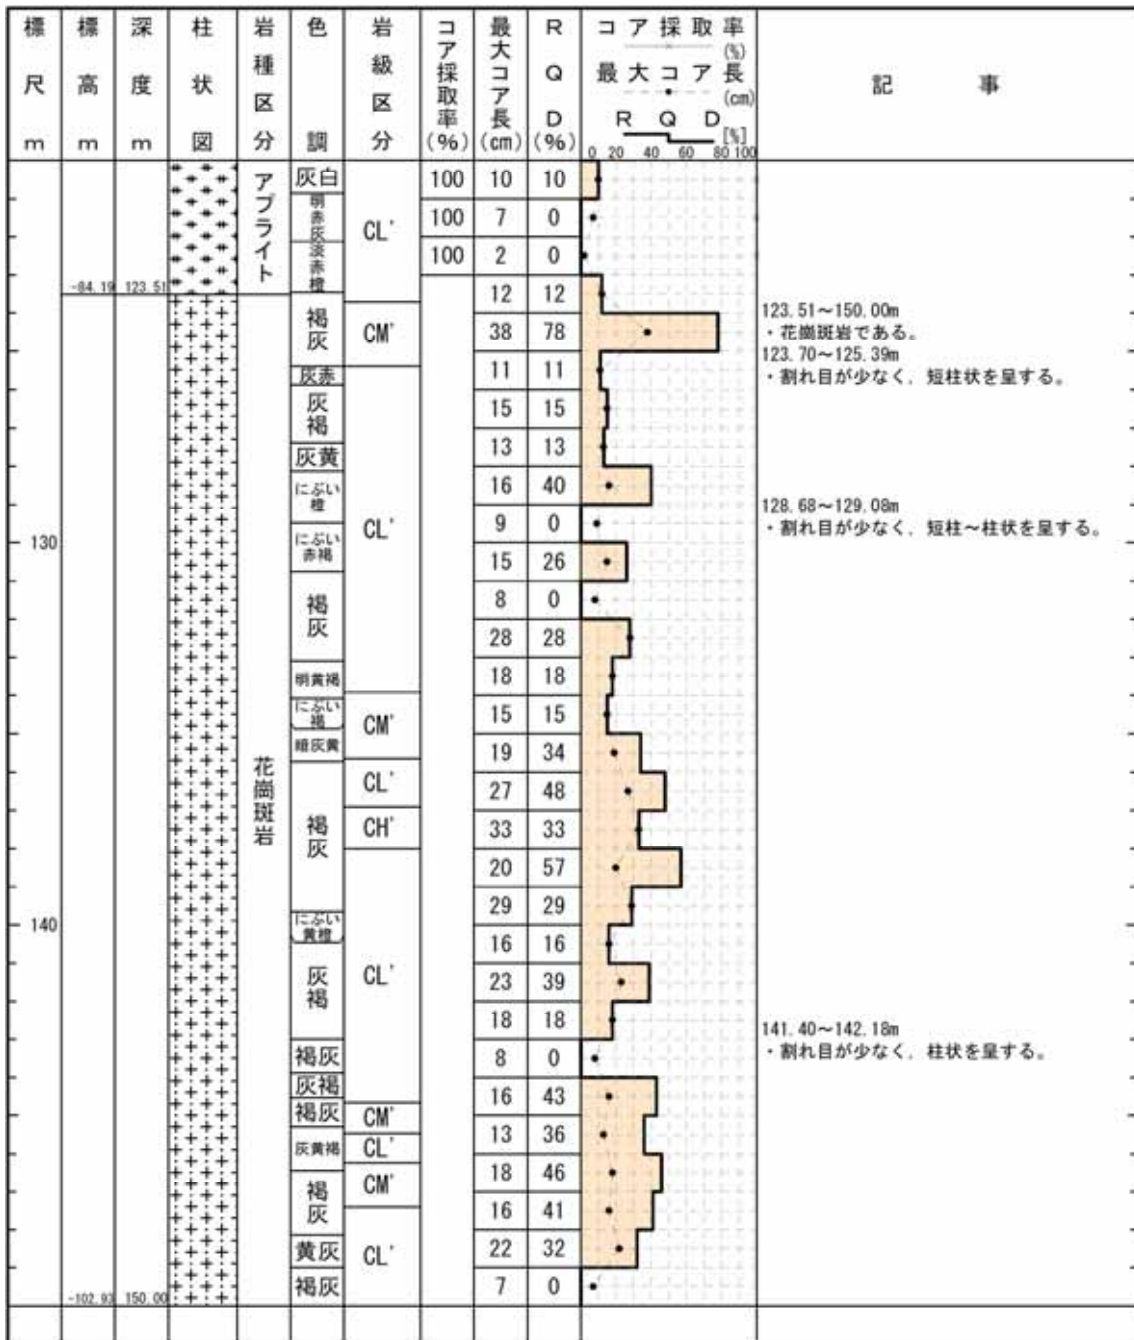 標尺 m
標高 m
深度 m
柱状図
岩種区分
色調
岩級区分
コア採取率(%)
最大コア長(cm)
RQD(%)
コア採取率
(%)
最大コア長
(cm)
RQD
[%]
0 20 40 60 80 100
記事
アプライト
灰白
CL'
100 10 10
明赤灰
100 7 0
淡赤橙
100 2 0
-84.19 123.51
12 12
褐灰
CM'
38 78
123.51～150.00m
・花崗斑岩である。
123.70～125.39m
・割れ目が少なく，短柱状を呈する。
灰赤
11 11
灰褐
15 15
灰黄
13 13
にぶい橙
16 40
128.68～129.08m
・割れ目が少なく，短柱～柱状を呈する。
CL'
9 0
130
にぶい赤褐
15 26
褐灰
8 0
28 28
明黄褐
18 18
にぶい褐
CM'
15 15
暗灰黄
19 34
花崗斑岩
CL'
27 48
褐灰
CH'
33 33
20 57
29 29
140
にぶい黄橙
16 16
灰褐
CL'
23 39
18 18
141.40～142.18m
・割れ目が少なく，柱状を呈する。
褐灰
8 0
灰褐
16 43
褐灰
CM'
13 36
灰黄褐
CL'
18 46
褐灰
CM'
16 41
黄灰
CL'
22 32
褐灰
7 0
-102.93 150.00